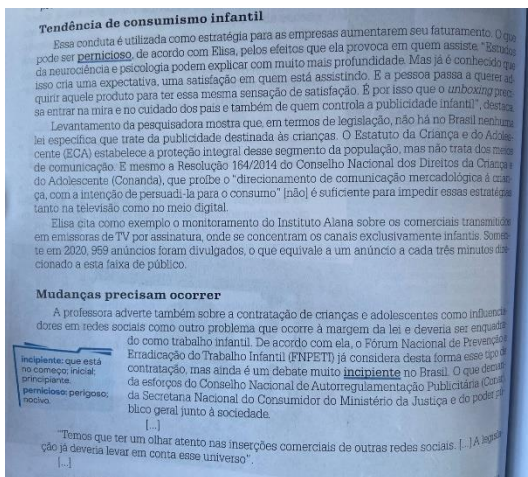 Tendência de consumismo infantil
Essa conduta é utilizada como estratégia para as empresas aumentarem seu faturamento. O que
pode ser pernicioso, de acordo com Elisa, pelos efeitos que ela provoca em quem assiste. "Estudos
da neurociência e psicologia podem explicar com muito mais profundidade. Mas já é conhecido que
isso cria uma expectativa, uma satisfação em quem está assistindo. E a pessoa passa a querer ad-
quirir aquele produto para ter essa mesma sensação de satisfação. É por isso que o unboxing preci-
sa entrar na mira e no cuidado dos pais e também de quem controla a publicidade infantil", destaca.
Levantamento da pesquisadora mostra que, em termos de legislação, não há no Brasil nenhuma
lei específica que trate da publicidade destinada às crianças. O Estatuto da Criança e do Adoles-
cente (ECA) estabelece a proteção integral desse segmento da população, mas não trata dos meios
de comunicação. E mesmo a Resolução 164/2014 do Conselho Nacional dos Direitos da Criança e
do Adolescente (Conanda), que proíbe o "direcionamento de comunicação mercadológica à crian-
ça, com a intenção de persuadi-la para o consumo" [não] é suficiente para impedir essas estratégias
tanto na televisão como no meio digital.
Elisa cita como exemplo o monitoramento do Instituto Alana sobre os comerciais transmitidos
em emissoras de TV por assinatura, onde se concentram os canais exclusivamente infantis. Somen-
te em 2020, 959 anúncios foram divulgados, o que equivale a um anúncio a cada três minutos dire-
cionado a esta faixa de público.
Mudanças precisam ocorrer
A professora adverte também sobre a contratação de crianças e adolescentes como influencia-
dores em redes sociais como outro problema que ocorre à margem da lei e deveria ser enquadra-
do como trabalho infantil. De acordo com ela, o Fórum Nacional de Prevenção e
Erradicação do Trabalho Infantil (FNPETI) já considera desta forma esse tipo de
contratação, mas ainda é um debate muito incipiente no Brasil. O que deman-
da esforços do Conselho Nacional de Autorregulamentação Publicitária (Conar),
da Secretaria Nacional do Consumidor do Ministério da Justiça e do poder pú-
blico geral junto à sociedade.
[...]
incipiente: que está
no começo; inicial;
principiante.
pernicioso: perigoso;
nocivo.
"Temos que ter um olhar atento nas inserções comerciais de outras redes sociais. [...] A legisla-
ção já deveria levar em conta esse universo".
[...]